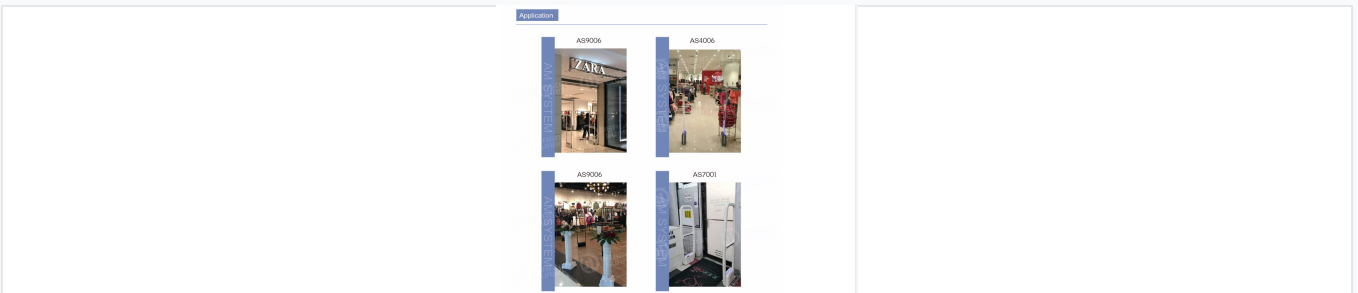 Application
AS9006
AS4006
AM SYSTEM
ZARA
AM SYSTEM
AS9006
AS7001
AM SYSTEM
AM SYSTEM